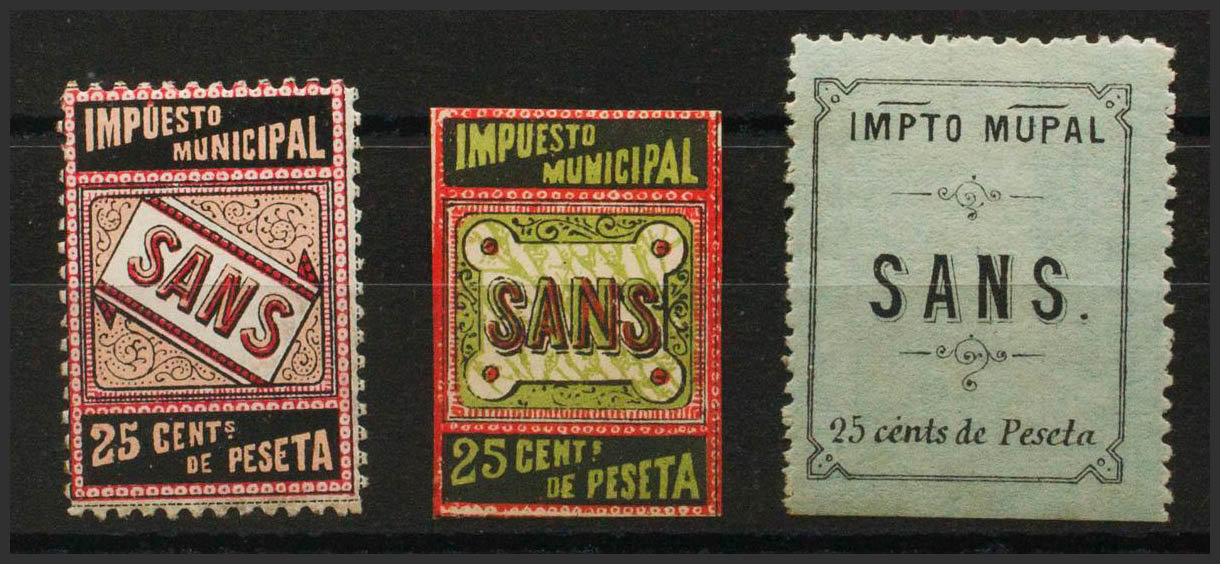 IMPUESTO
MUNICIPAL
SANS
25 CENTS
DE PESETA
IMPUESTO
MUNICIPAL
SANS
25 CENTS
DE PESETA
IMPTO MUPAL
SANS.
25 cénts de Peseta